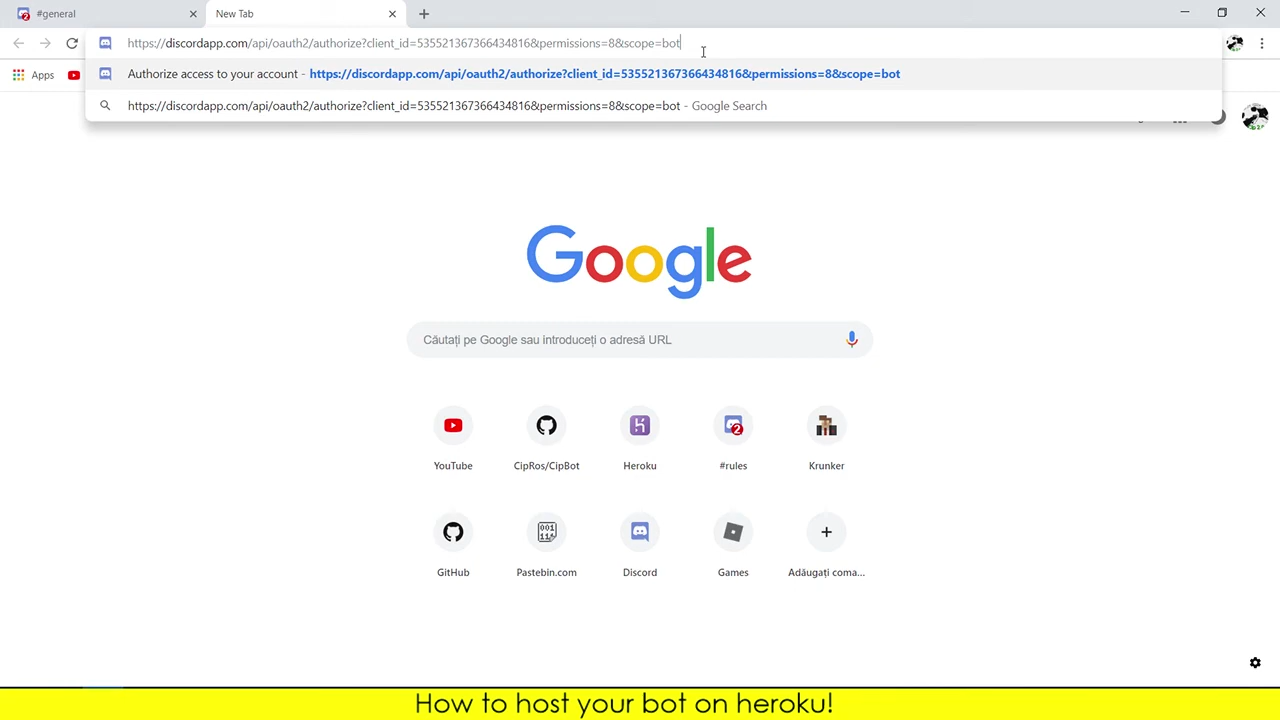 #general
New Tab
https://discordapp.com/api/oauth2/authorize?client_id=535521367366434816&permissions=8&scope=bot
Apps
Authorize access to your account - https://discordapp.com/api/oauth2/authorize?client_id=535521367366434816&permissions=8&scope=bot
https://discordapp.com/api/oauth2/authorize?client_id=535521367366434816&permissions=8&scope=bot - Google Search
Google
Căutați pe Google sau introduceți o adresă URL
YouTube
CipRos/CipBot
Heroku
#rules
Krunker
GitHub
Pastebin.com
Discord
Games
Adăugați coma...
How to host your bot on heroku!